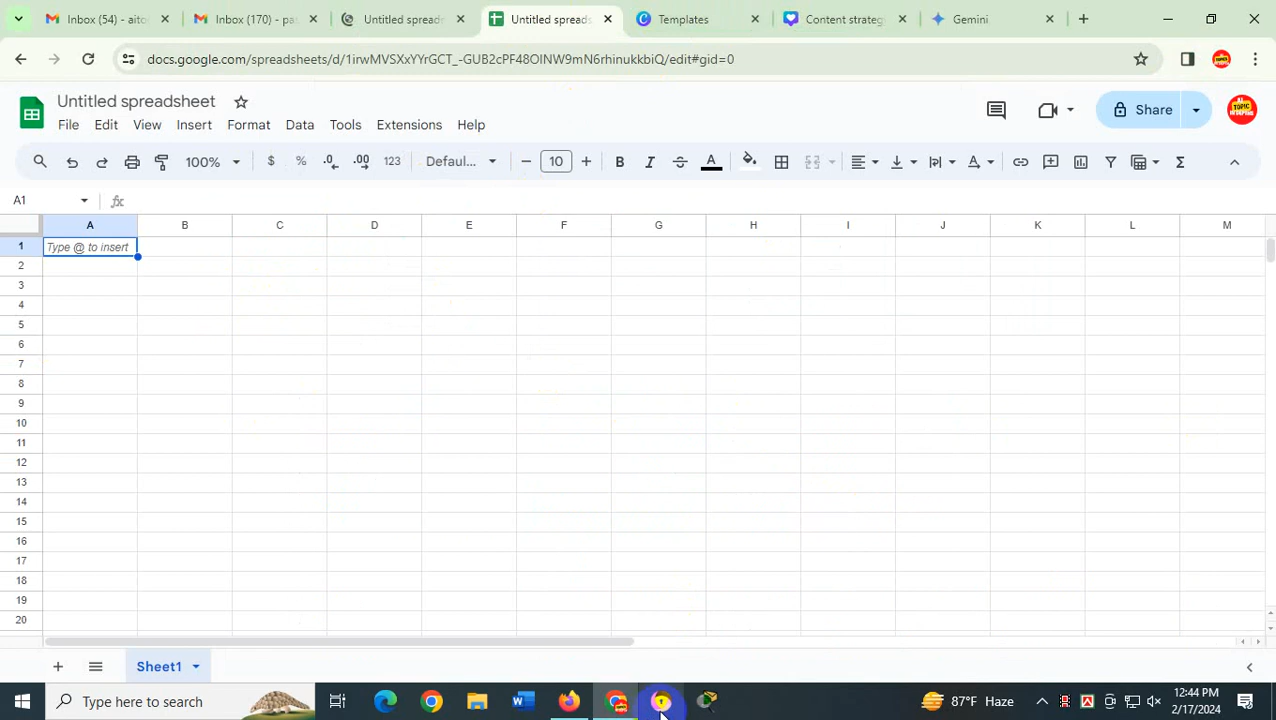 Inbox (54) - aito
Inbox (170) - pa
Untitled spreads
Untitled spreads
Templates
Content strateg
Gemini
docs.google.com/spreadsheets/d/1irwMVSXxYYrGCT_-GUB2cPF48OINW9mN6rhinukkbiQ/edit#gid=0
Untitled spreadsheet
Share
File Edit View Insert Format Data Tools Extensions Help
100% $ % .0 .00 123 Defaul... 10 B I A
A1 fx
A B C D E F G H I J K L M
1 Type @ to insert
2
3
4
5
6
7
8
9
10
11
12
13
14
15
16
17
18
19
20
Sheet1
Type here to search
87°F Haze
12:44 PM
2/17/2024